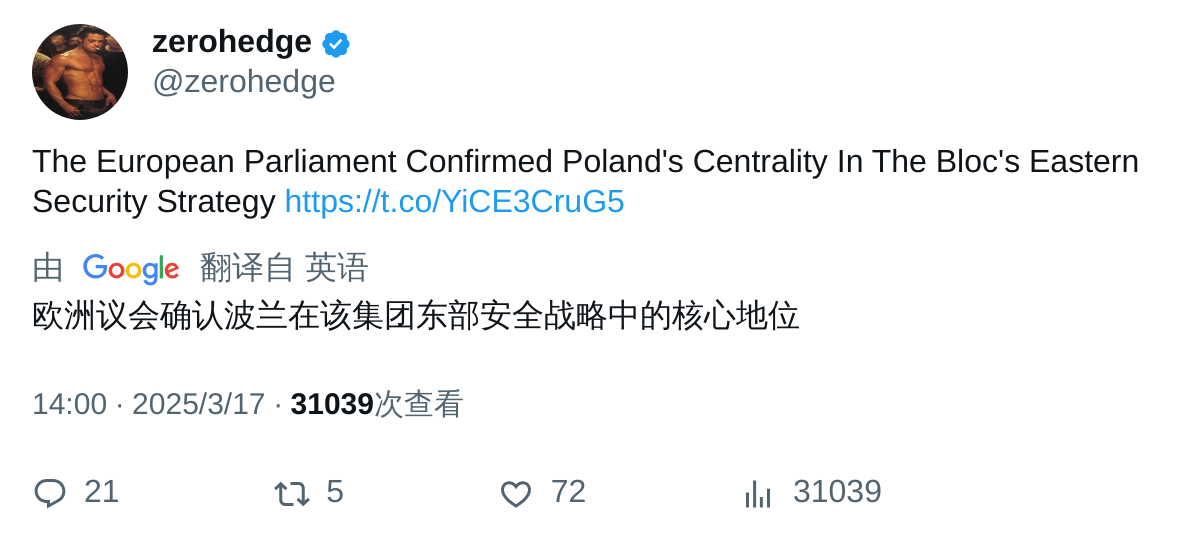 zerohedge
@zerohedge
The European Parliament Confirmed Poland's Centrality In The Bloc's Eastern
Security Strategy https://t.co/YiCE3CruG5
由 Google 翻译自 英语
欧洲议会确认波兰在该集团东部安全战略中的核心地位
14:00 · 2025/3/17 · 31039次查看
21 5 72 31039